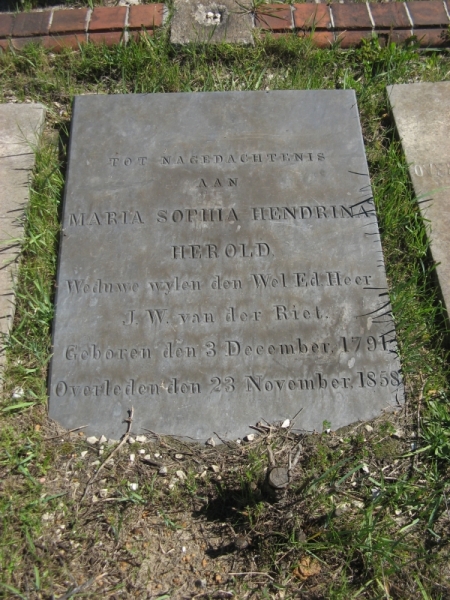 TOT NAGEDACHTENIS
AAN
MARIA SOPHIA HENDRINA
HEROLD
Weduwe wylen den Wel Ed Heer
J. W. van der Riet.
Geboren den 3 December, 1791
Overleden den 23 November, 1858